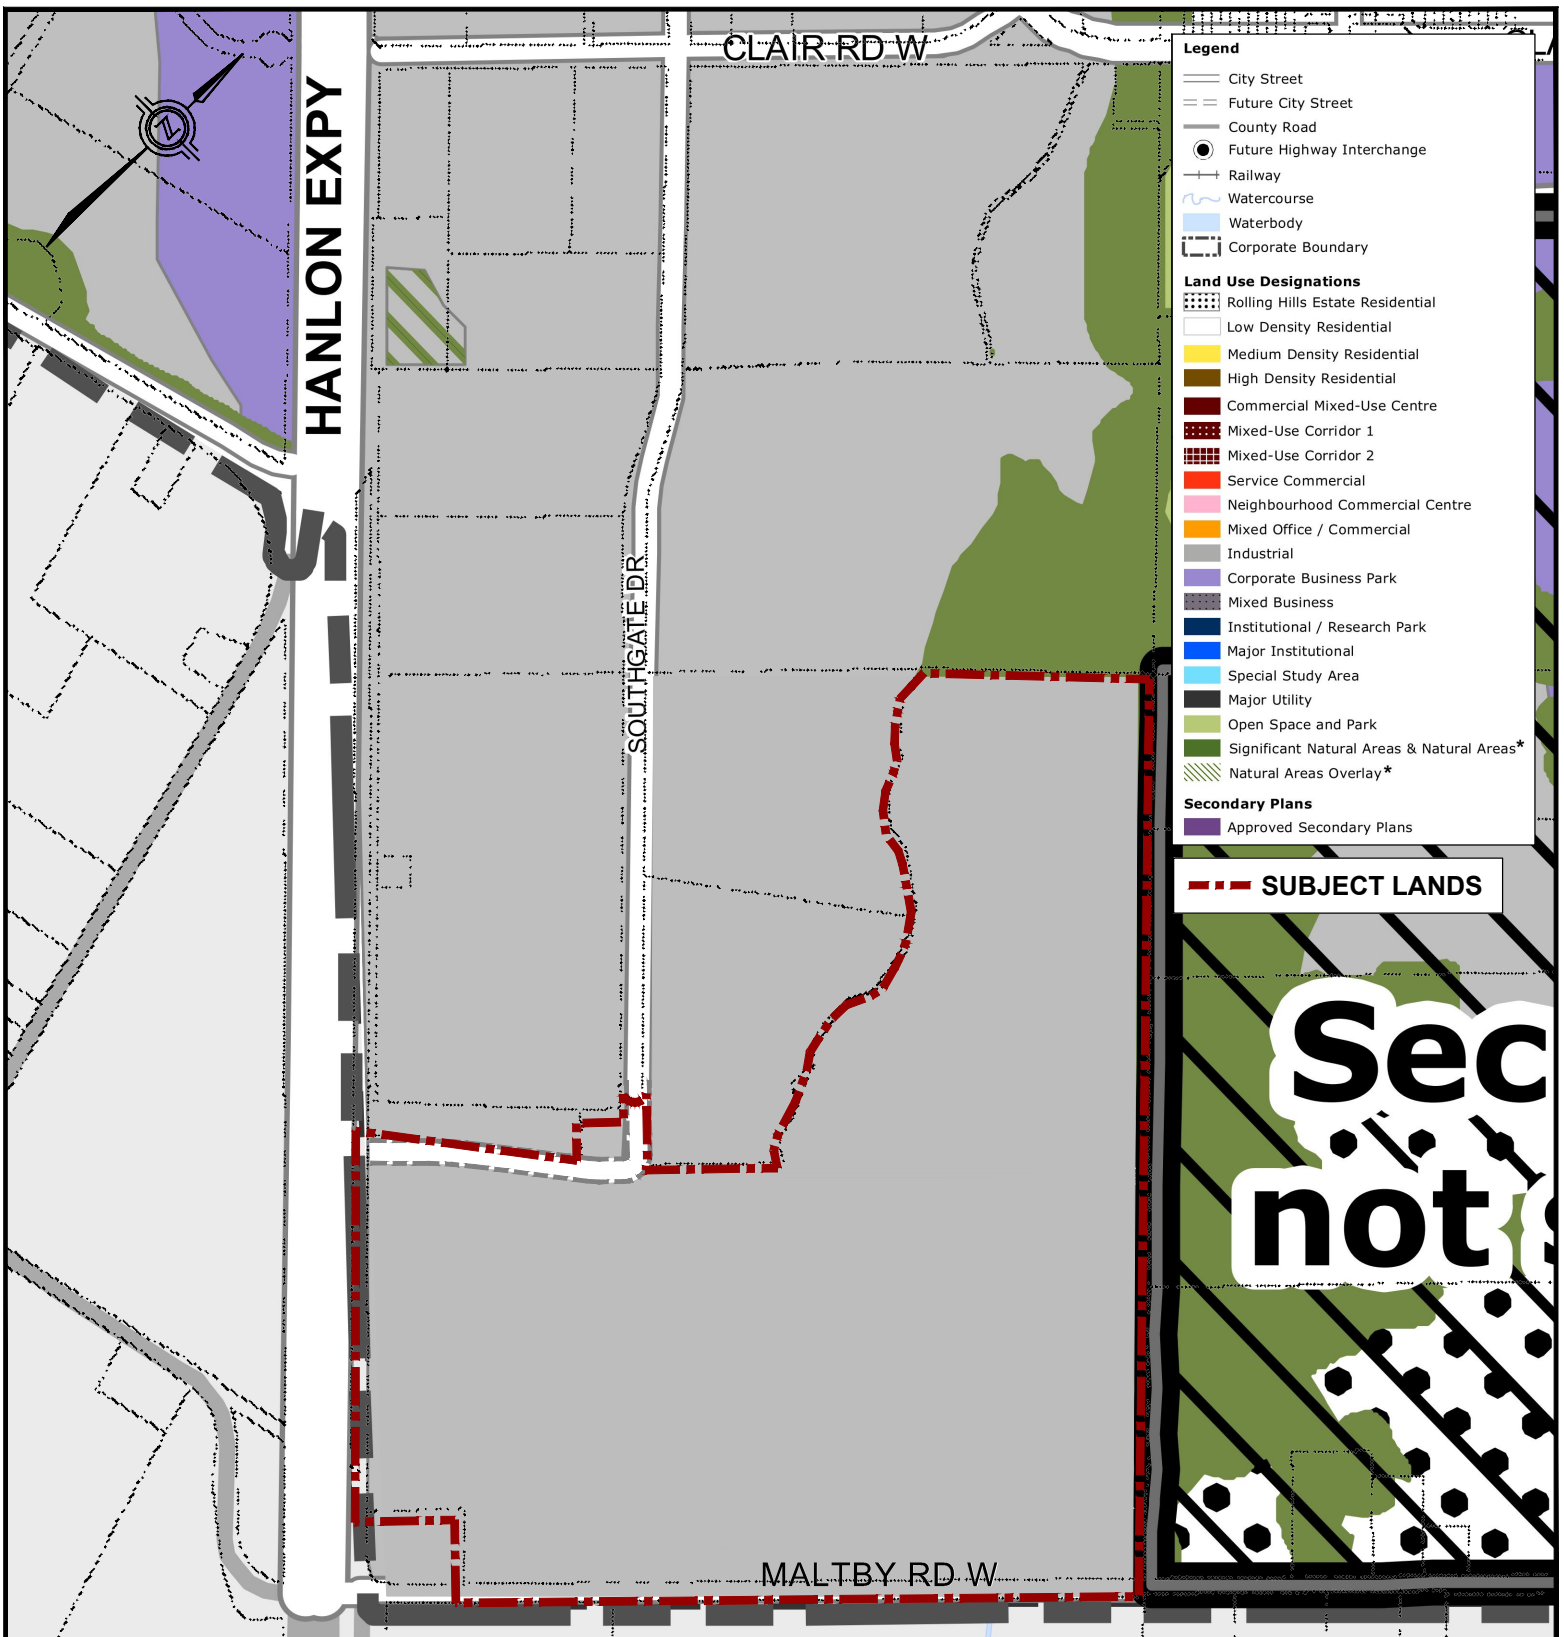 CLAIR RD W
HANLON EXPY
SOUTHGATE DR
MALTBY RD W
N
Legend
City Street
Future City Street
County Road
Future Highway Interchange
Railway
Watercourse
Waterbody
Corporate Boundary
Land Use Designations
Rolling Hills Estate Residential
Low Density Residential
Medium Density Residential
High Density Residential
Commercial Mixed-Use Centre
Mixed-Use Corridor 1
Mixed-Use Corridor 2
Service Commercial
Neighbourhood Commercial Centre
Mixed Office / Commercial
Industrial
Corporate Business Park
Mixed Business
Institutional / Research Park
Major Institutional
Special Study Area
Major Utility
Open Space and Park
Significant Natural Areas & Natural Areas*
Natural Areas Overlay*
Secondary Plans
Approved Secondary Plans
SUBJECT LANDS
Sec
not